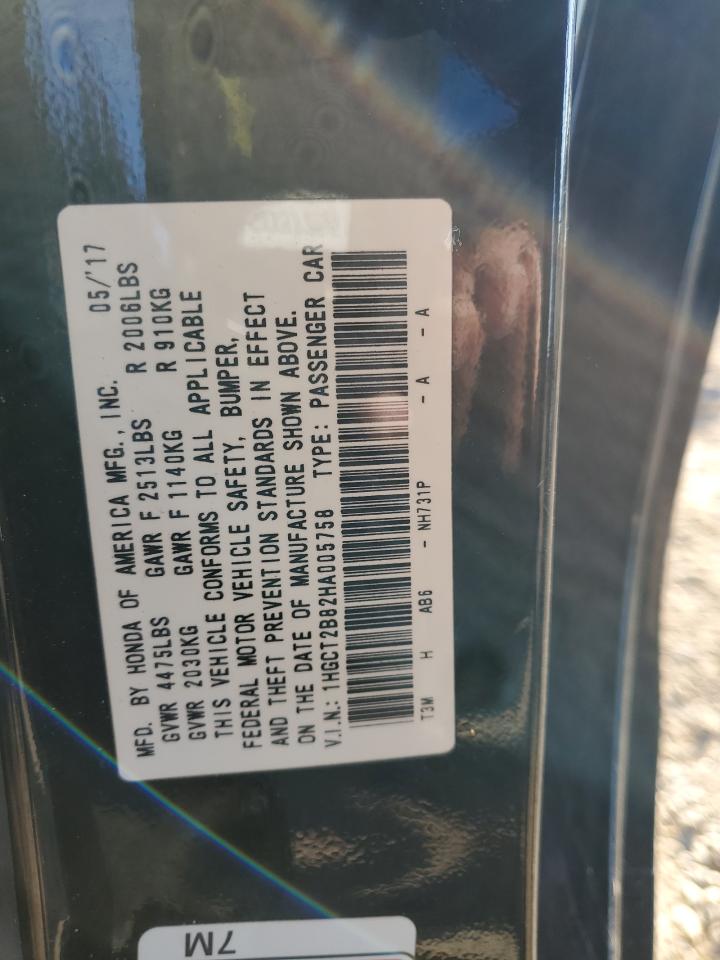 MFD. BY HONDA OF AMERICA MFG., INC. 05/'17
GVWR 4475LBS GAWR F 2513LBS R 2006LBS
GVWR 2030KG GAWR F 1140KG R 910KG
THIS VEHICLE CONFORMS TO ALL APPLICABLE
FEDERAL MOTOR VEHICLE SAFETY, BUMPER,
AND THEFT PREVENTION STANDARDS IN EFFECT
ON THE DATE OF MANUFACTURE SHOWN ABOVE.
V.I.N.: 1HGCT2B82HA005758 TYPE: PASSENGER CAR
T3M H AB6 - NH731P - A - A
7M